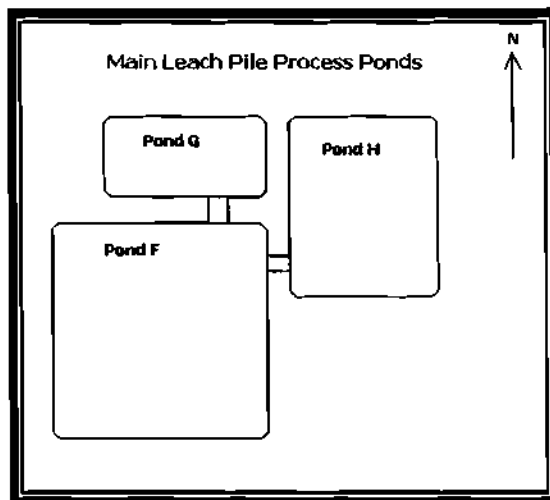 N
Main Leach Pile Process Ponds
Pond G
Pond H
Pond F